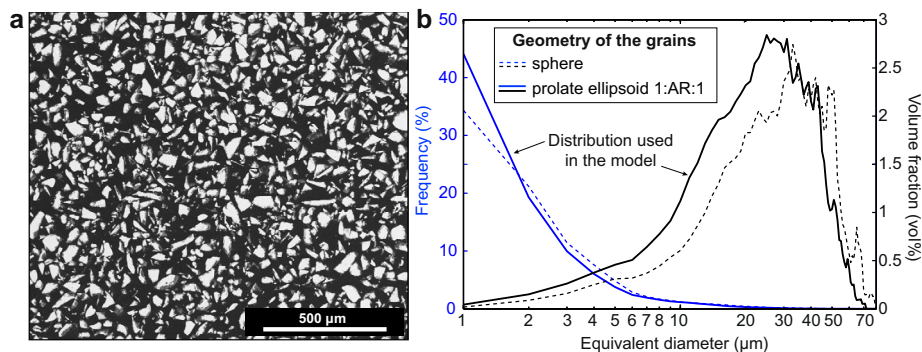 a
500 µm
b
Geometry of the grains
sphere
prolate ellipsoid 1:AR:1
Distribution used
in the model
Frequency (%)
50
40
30
20
10
0
Volume fraction (vol%)
3
2.5
2
1.5
1
0.5
0
1 2 3 4 5 6 7 8 10 20 30 40 50 70
Equivalent diameter (µm)